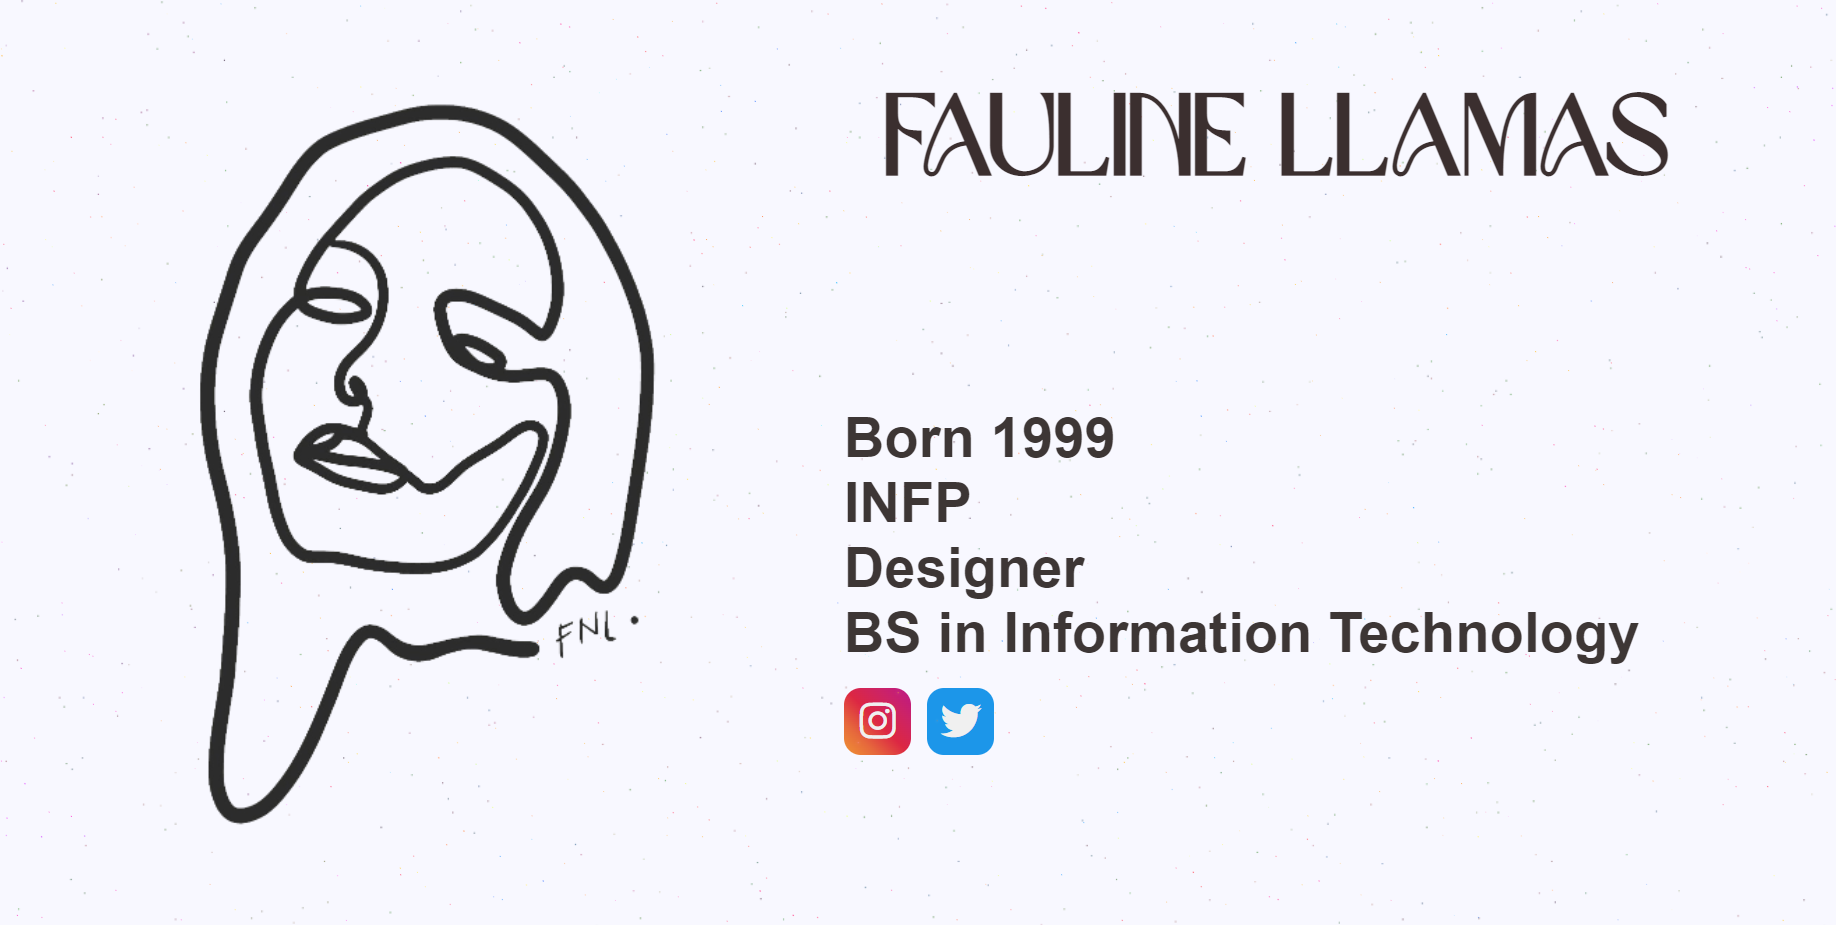 FAULINE LLAMAS
Born 1999
INFP
Designer
BS in Information Technology
FNL.